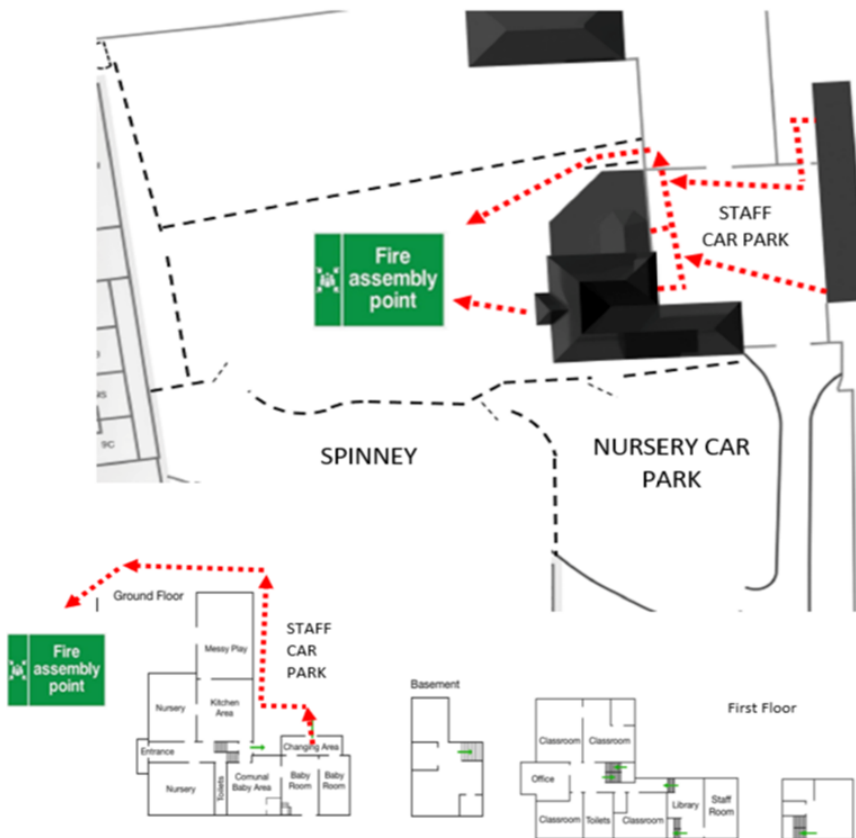 STAFF
CAR PARK
Fire
assembly
point
9C
SPINNEY
NURSERY CAR
PARK
Ground Floor
Fire
assembly
point
STAFF
CAR
PARK
Messy Play
Nursery
Kitchen
Area
Entrance
Changing Area
Nursery
Toilets
Comunal
Baby Area
Baby
Room
Baby
Room
Basement
First Floor
Classroom
Classroom
Office
Classroom
Toilets
Classroom
Library
Staff
Room